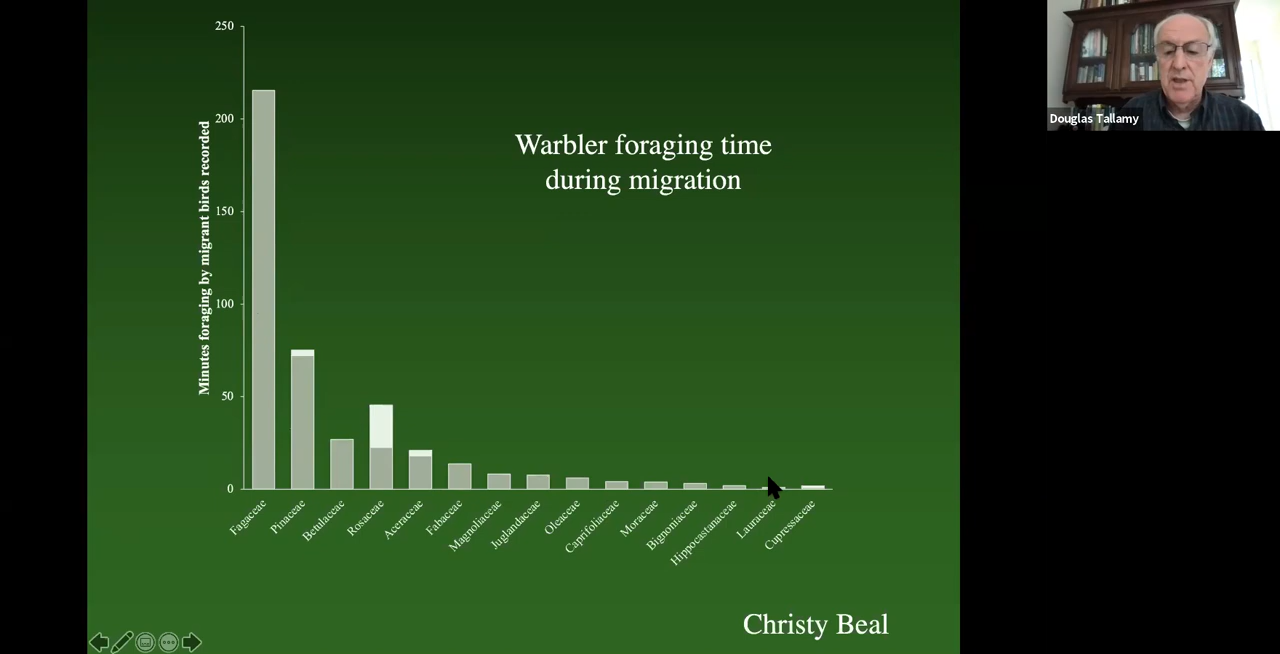 250
200
150
100
50
0
Minutes foraging by migrant birds recorded
Warbler foraging time
during migration
Fagaceae
Pinaceae
Betulaceae
Rosaceae
Aceraceae
Fabaceae
Magnoliaceae
Juglandaceae
Oleaceae
Caprifoliaceae
Moraceae
Bignoniaceae
Hippocastanaceae
Lauraceae
Cupressaceae
Christy Beal
Douglas Tallamy